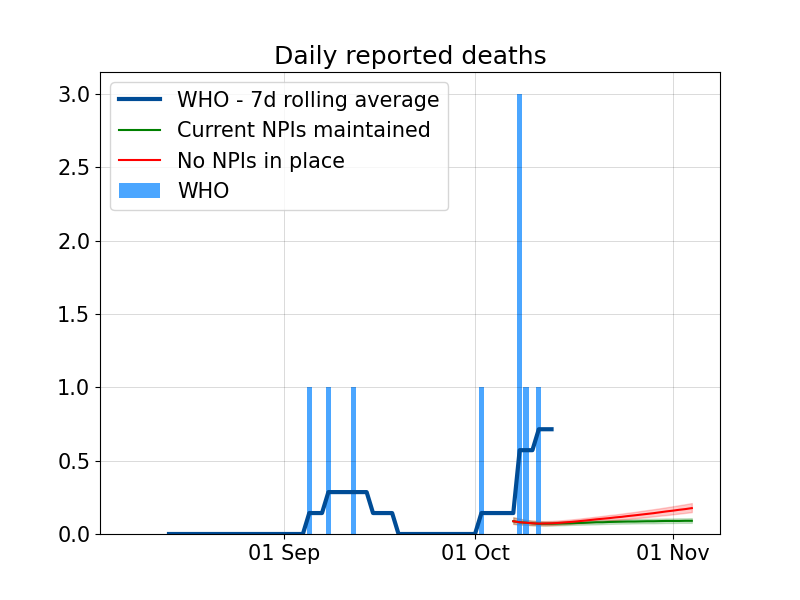 Daily reported deaths
WHO - 7d rolling average
Current NPIs maintained
No NPIs in place
WHO
3.0
2.5
2.0
1.5
1.0
0.5
0.0
01 Sep
01 Oct
01 Nov